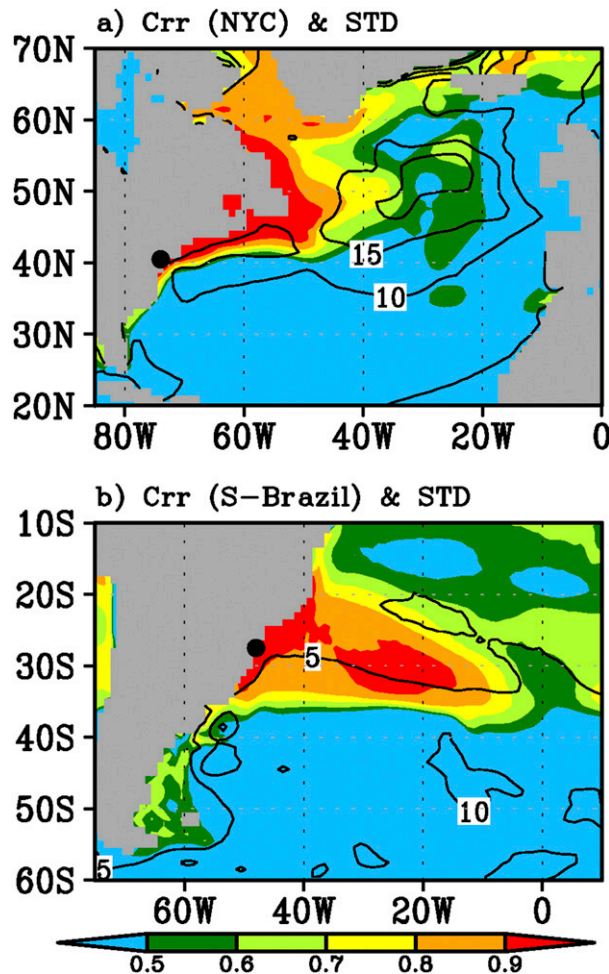 a) Crr (NYC) & STD
70N
60N
50N
40N
30N
20N
15
10
80W 60W 40W 20W 0
b) Crr (S-Brazil) & STD
10S
20S
30S
40S
50S
60S
5
10
5
60W 40W 20W 0
0.5 0.6 0.7 0.8 0.9